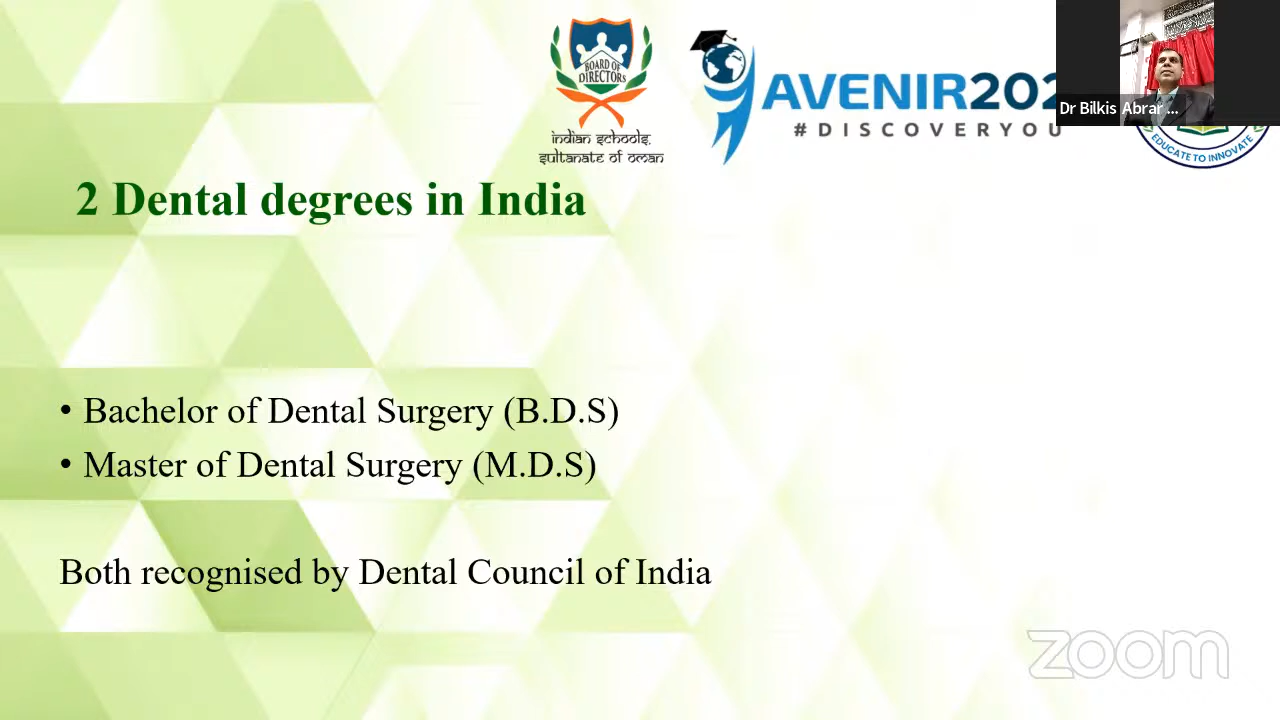 BOARD OF
DIRECTORS
indian schools,
sultanate of oman
AVENIR202
#DISCOVERYOU
Dr Bilkis Abrar ...
EDUCATE TO INNOVATE
2 Dental degrees in India
• Bachelor of Dental Surgery (B.D.S)
• Master of Dental Surgery (M.D.S)
Both recognised by Dental Council of India
zoom